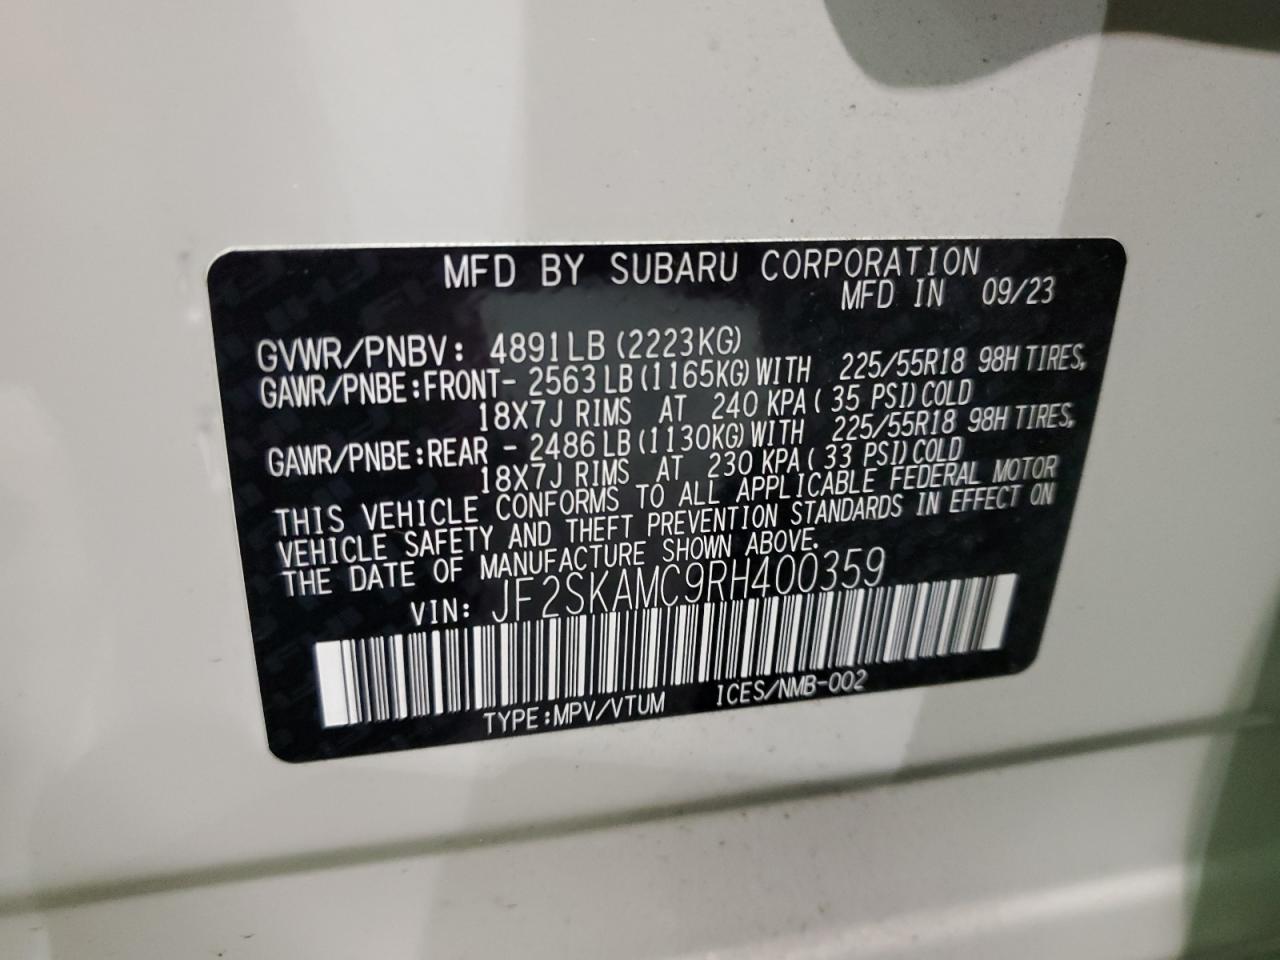 MFD BY SUBARU CORPORATION
MFD IN 09/23
GVWR/PNBV: 4891LB(2223KG)
GAWR/PNBE:FRONT- 2563LB(1165KG)WITH 225/55R18 98H TIRES,
18X7J RIMS AT 240 KPA( 35 PSI)COLD
GAWR/PNBE:REAR - 2486LB(1130KG)WITH 225/55R18 98H TIRES,
18X7J RIMS AT 230 KPA( 33 PSI)COLD
THIS VEHICLE CONFORMS TO ALL APPLICABLE FEDERAL MOTOR
VEHICLE SAFETY AND THEFT PREVENTION STANDARDS IN EFFECT ON
THE DATE OF MANUFACTURE SHOWN ABOVE.
VIN: JF2SKAMC9RH400359
TYPE:MPV/VTUM ICES/NMB-002